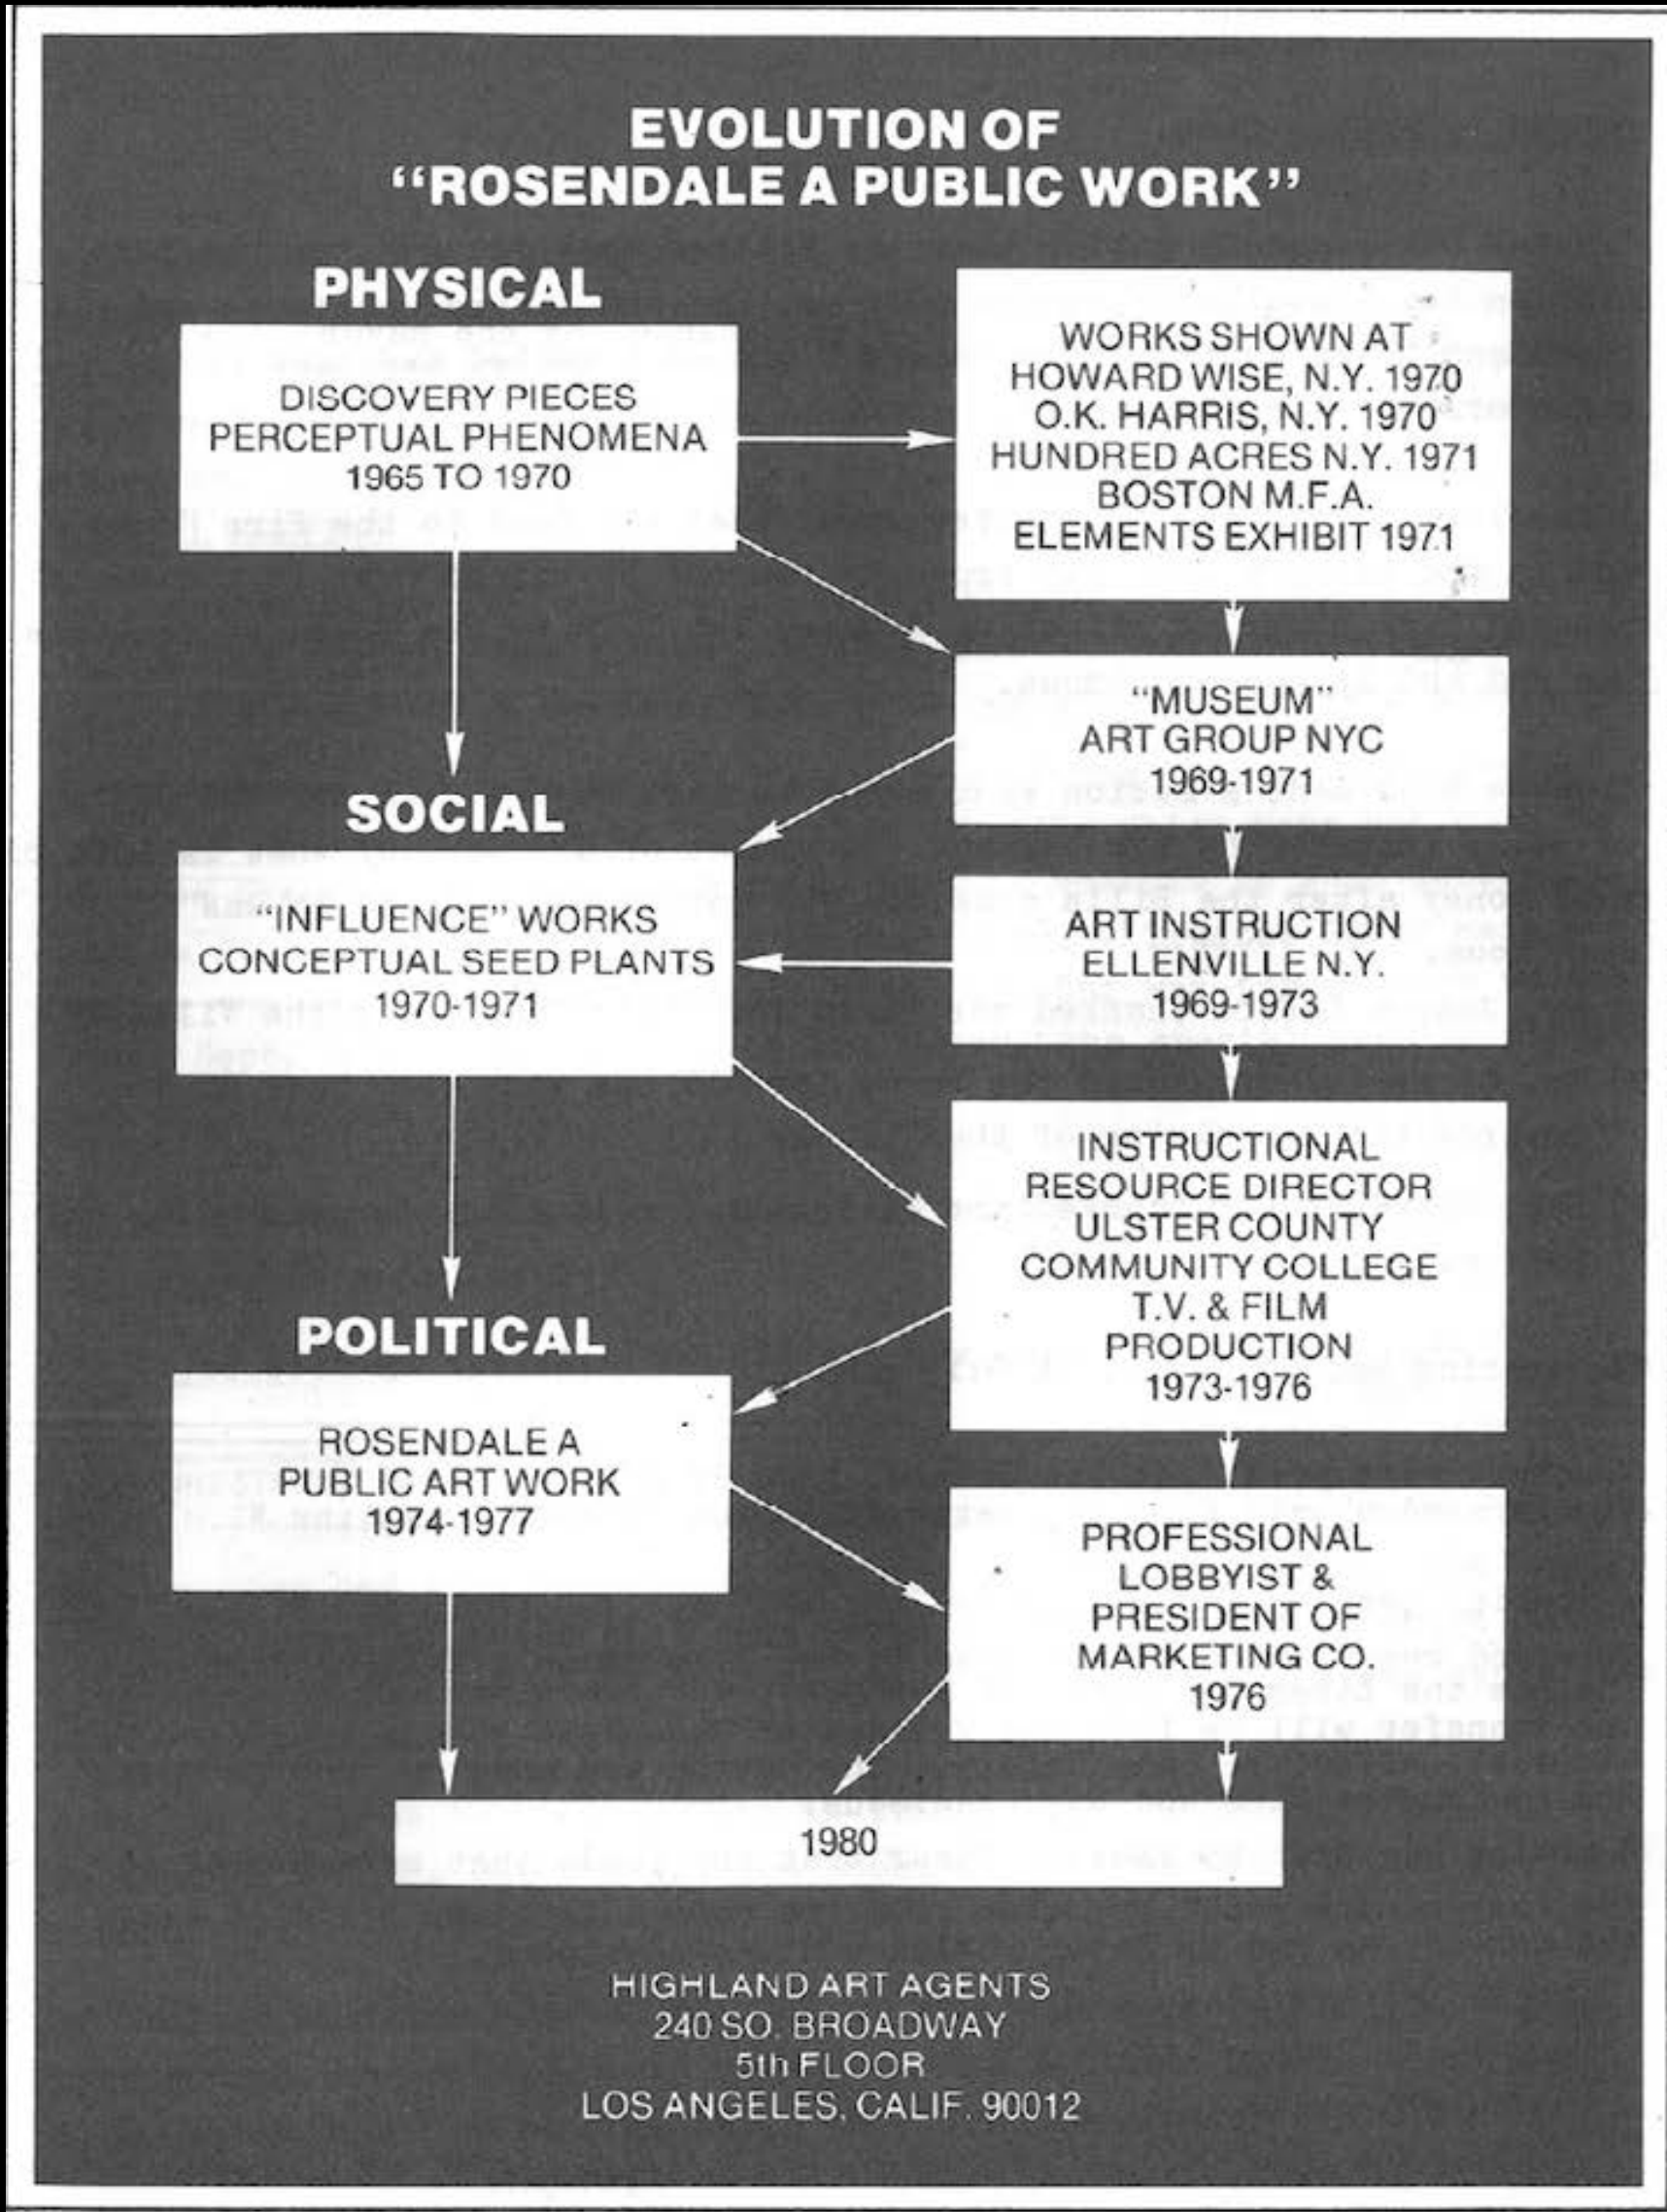 EVOLUTION OF
“ROSENDALE A PUBLIC WORK”
PHYSICAL
DISCOVERY PIECES
PERCEPTUAL PHENOMENA
1965 TO 1970
WORKS SHOWN AT
HOWARD WISE, N.Y. 1970
O.K. HARRIS, N.Y. 1970
HUNDRED ACRES N.Y. 1971
BOSTON M.F.A.
ELEMENTS EXHIBIT 1971
“MUSEUM”
ART GROUP NYC
1969-1971
SOCIAL
“INFLUENCE” WORKS
CONCEPTUAL SEED PLANTS
1970-1971
ART INSTRUCTION
ELLENVILLE N.Y.
1969-1973
INSTRUCTIONAL
RESOURCE DIRECTOR
ULSTER COUNTY
COMMUNITY COLLEGE
T.V. & FILM
PRODUCTION
1973-1976
POLITICAL
ROSENDALE A
PUBLIC ART WORK
1974-1977
PROFESSIONAL
LOBBYIST &
PRESIDENT OF
MARKETING CO.
1976
1980
HIGHLAND ART AGENTS
240 SO. BROADWAY
5th FLOOR
LOS ANGELES, CALIF. 90012